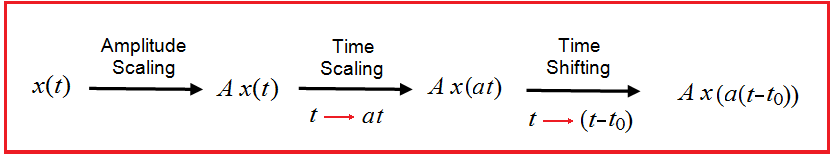 Amplitude
Scaling
Time
Scaling
Time
Shifting
x(t)
A x(t)
A x(at)
A x(a(t-t0))
t → at
t → (t-t0)